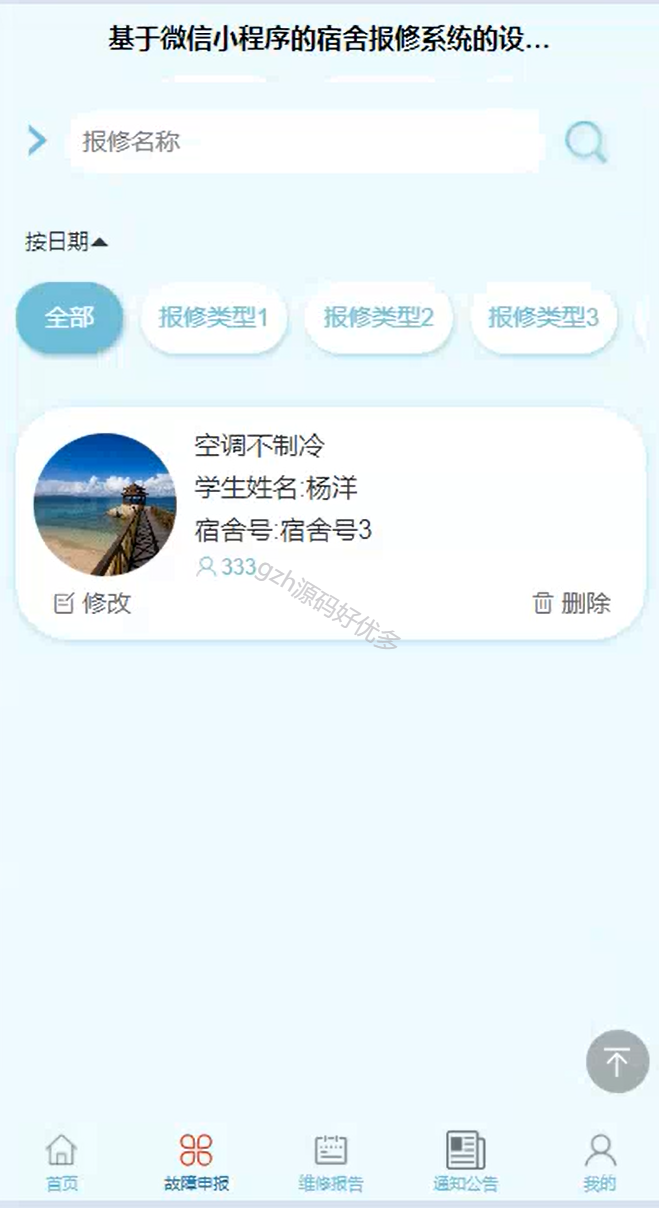 基于微信小程序的宿舍报修系统的设...
报修名称
按日期
全部 报修类型1 报修类型2 报修类型3
空调不制冷
学生姓名:杨洋
宿舍号:宿舍号3
333
gzh源码好优多
修改 删除
首页 故障申报 维修报告 通知公告 我的